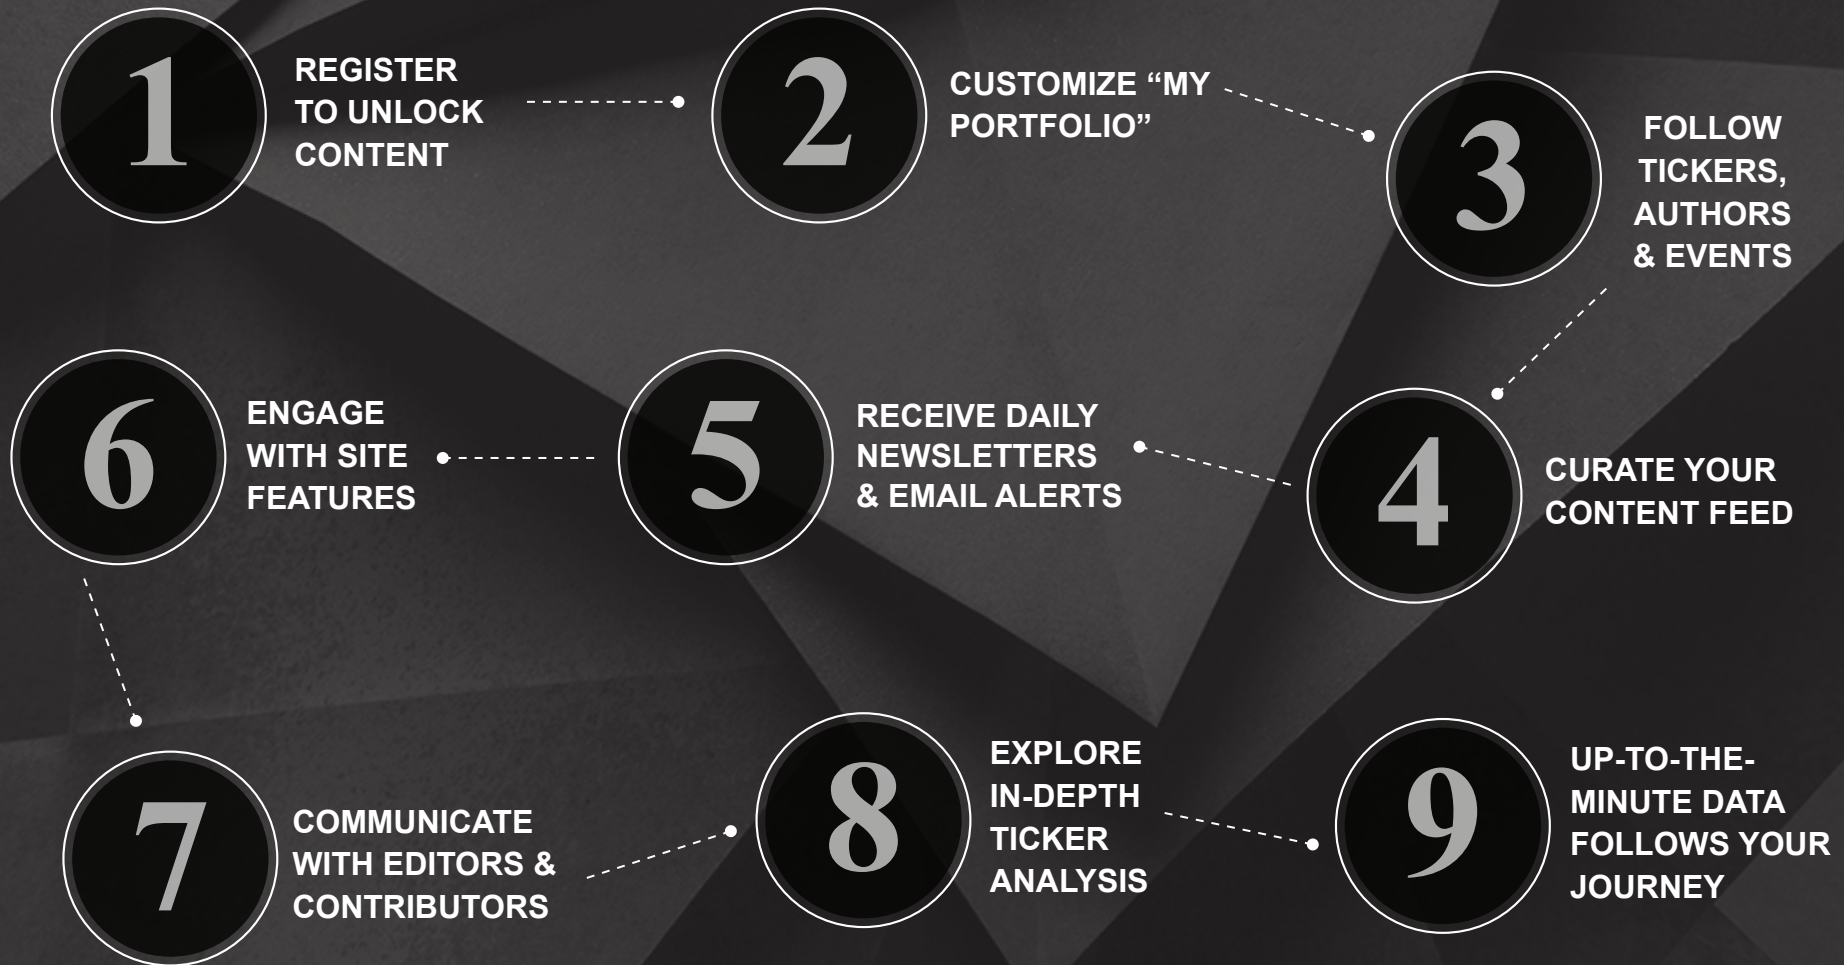 1
REGISTER
TO UNLOCK
CONTENT
2
CUSTOMIZE “MY
PORTFOLIO”
3
FOLLOW
TICKERS,
AUTHORS
& EVENTS
4
CURATE YOUR
CONTENT FEED
5
RECEIVE DAILY
NEWSLETTERS
& EMAIL ALERTS
6
ENGAGE
WITH SITE
FEATURES
7
COMMUNICATE
WITH EDITORS &
CONTRIBUTORS
8
EXPLORE
IN-DEPTH
TICKER
ANALYSIS
9
UP-TO-THE-
MINUTE DATA
FOLLOWS YOUR
JOURNEY